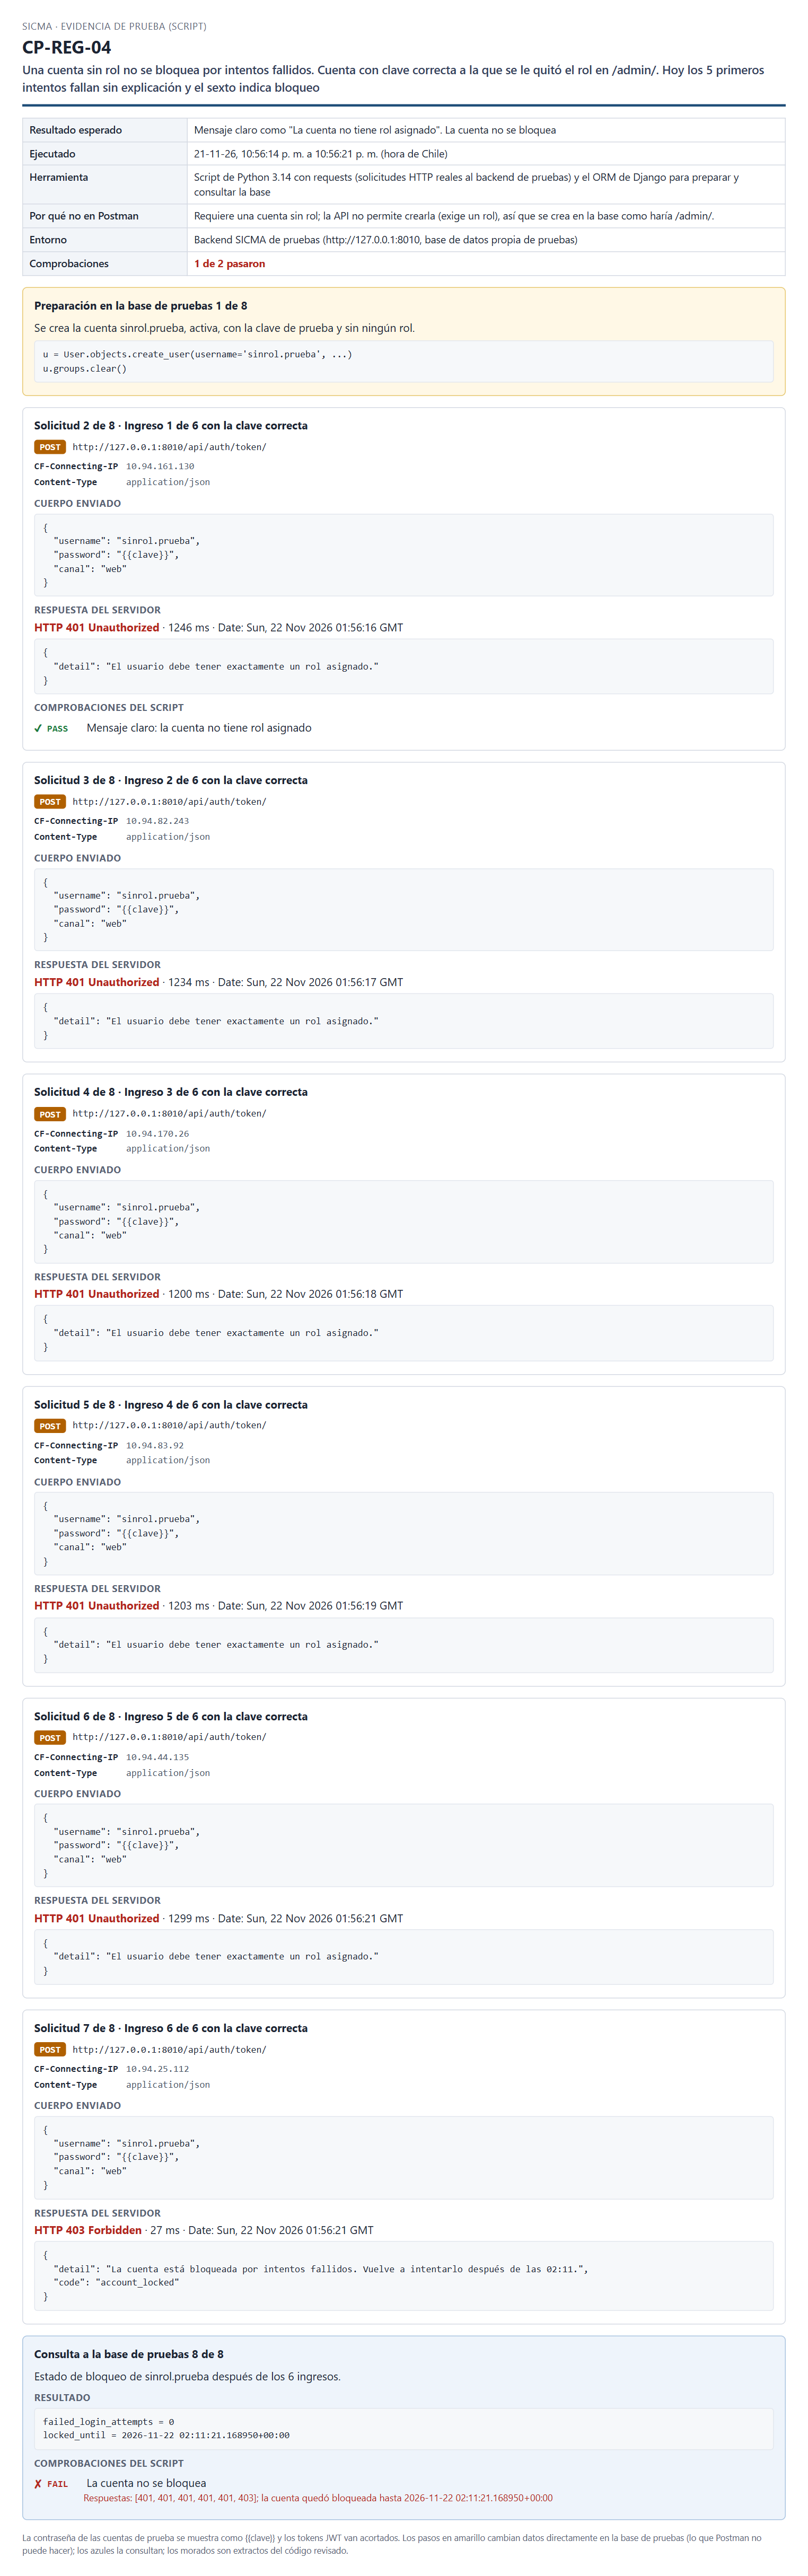 SICMA · EVIDENCIA DE PRUEBA (SCRIPT)
CP-REG-04
Una cuenta sin rol no se bloquea por intentos fallidos. Cuenta con clave correcta a la que se le quitó el rol en /admin/. Hoy los 5 primeros
intentos fallan sin explicación y el sexto indica bloqueo
Resultado esperado Mensaje claro como "La cuenta no tiene rol asignado". La cuenta no se bloquea
Ejecutado 21-11-26, 10:56:14 p. m. a 10:56:21 p. m. (hora de Chile)
Herramienta Script de Python 3.14 con requests (solicitudes HTTP reales al backend de pruebas) y el ORM de Django para preparar y
consultar la base
Por qué no en Postman Requiere una cuenta sin rol; la API no permite crearla (exige un rol), así que se crea en la base como haría /admin/.
Entorno Backend SICMA de pruebas (http://127.0.0.1:8010, base de datos propia de pruebas)
Comprobaciones 1 de 2 pasaron
Preparación en la base de pruebas 1 de 8
Se crea la cuenta sinrol.prueba, activa, con la clave de prueba y sin ningún rol.
u = User.objects.create_user(username='sinrol.prueba', ...)
u.groups.clear()
Solicitud 2 de 8 · Ingreso 1 de 6 con la clave correcta
POST http://127.0.0.1:8010/api/auth/token/
CF-Connecting-IP 10.94.161.130
Content-Type application/json
CUERPO ENVIADO
{
"username": "sinrol.prueba",
"password": "{{clave}}",
"canal": "web"
}
RESPUESTA DEL SERVIDOR
HTTP 401 Unauthorized · 1246 ms · Date: Sun, 22 Nov 2026 01:56:16 GMT
{
"detail": "El usuario debe tener exactamente un rol asignado."
}
COMPROBACIONES DEL SCRIPT
✔ PASS Mensaje claro: la cuenta no tiene rol asignado
Solicitud 3 de 8 · Ingreso 2 de 6 con la clave correcta
POST http://127.0.0.1:8010/api/auth/token/
CF-Connecting-IP 10.94.82.243
Content-Type application/json
CUERPO ENVIADO
{
"username": "sinrol.prueba",
"password": "{{clave}}",
"canal": "web"
}
RESPUESTA DEL SERVIDOR
HTTP 401 Unauthorized · 1234 ms · Date: Sun, 22 Nov 2026 01:56:17 GMT
{
"detail": "El usuario debe tener exactamente un rol asignado."
}
Solicitud 4 de 8 · Ingreso 3 de 6 con la clave correcta
POST http://127.0.0.1:8010/api/auth/token/
CF-Connecting-IP 10.94.170.26
Content-Type application/json
CUERPO ENVIADO
{
"username": "sinrol.prueba",
"password": "{{clave}}",
"canal": "web"
}
RESPUESTA DEL SERVIDOR
HTTP 401 Unauthorized · 1200 ms · Date: Sun, 22 Nov 2026 01:56:18 GMT
{
"detail": "El usuario debe tener exactamente un rol asignado."
}
Solicitud 5 de 8 · Ingreso 4 de 6 con la clave correcta
POST http://127.0.0.1:8010/api/auth/token/
CF-Connecting-IP 10.94.83.92
Content-Type application/json
CUERPO ENVIADO
{
"username": "sinrol.prueba",
"password": "{{clave}}",
"canal": "web"
}
RESPUESTA DEL SERVIDOR
HTTP 401 Unauthorized · 1203 ms · Date: Sun, 22 Nov 2026 01:56:19 GMT
{
"detail": "El usuario debe tener exactamente un rol asignado."
}
Solicitud 6 de 8 · Ingreso 5 de 6 con la clave correcta
POST http://127.0.0.1:8010/api/auth/token/
CF-Connecting-IP 10.94.44.135
Content-Type application/json
CUERPO ENVIADO
{
"username": "sinrol.prueba",
"password": "{{clave}}",
"canal": "web"
}
RESPUESTA DEL SERVIDOR
HTTP 401 Unauthorized · 1299 ms · Date: Sun, 22 Nov 2026 01:56:21 GMT
{
"detail": "El usuario debe tener exactamente un rol asignado."
}
Solicitud 7 de 8 · Ingreso 6 de 6 con la clave correcta
POST http://127.0.0.1:8010/api/auth/token/
CF-Connecting-IP 10.94.25.112
Content-Type application/json
CUERPO ENVIADO
{
"username": "sinrol.prueba",
"password": "{{clave}}",
"canal": "web"
}
RESPUESTA DEL SERVIDOR
HTTP 403 Forbidden · 27 ms · Date: Sun, 22 Nov 2026 01:56:21 GMT
{
"detail": "La cuenta está bloqueada por intentos fallidos. Vuelve a intentarlo después de las 02:11.",
"code": "account_locked"
}
Consulta a la base de pruebas 8 de 8
Estado de bloqueo de sinrol.prueba después de los 6 ingresos.
RESULTADO
failed_login_attempts = 0
locked_until = 2026-11-22 02:11:21.168950+00:00
COMPROBACIONES DEL SCRIPT
✘ FAIL La cuenta no se bloquea
Respuestas: [401, 401, 401, 401, 401, 403]; la cuenta quedó bloqueada hasta 2026-11-22 02:11:21.168950+00:00
La contraseña de las cuentas de prueba se muestra como {{clave}} y los tokens JWT van acortados. Los pasos en amarillo cambian datos directamente en la base de pruebas (lo que Postman no
puede hacer); los azules la consultan; los morados son extractos del código revisado.